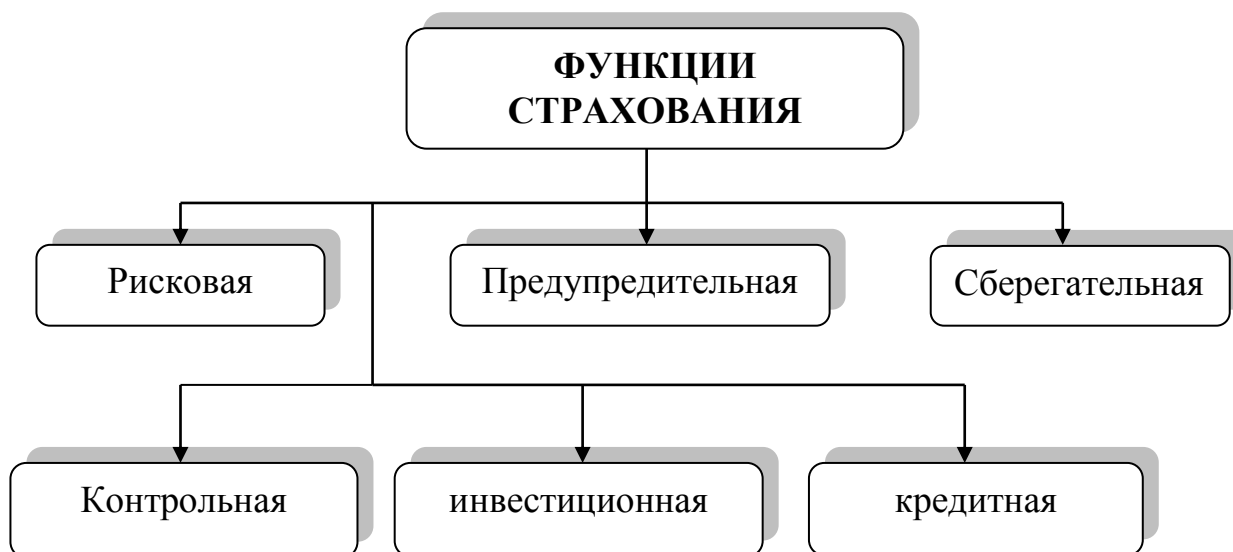 ФУНКЦИИ
СТРАХОВАНИЯ
Рисковая
Предупредительная
Сберегательная
Контрольная
инвестиционная
кредитная